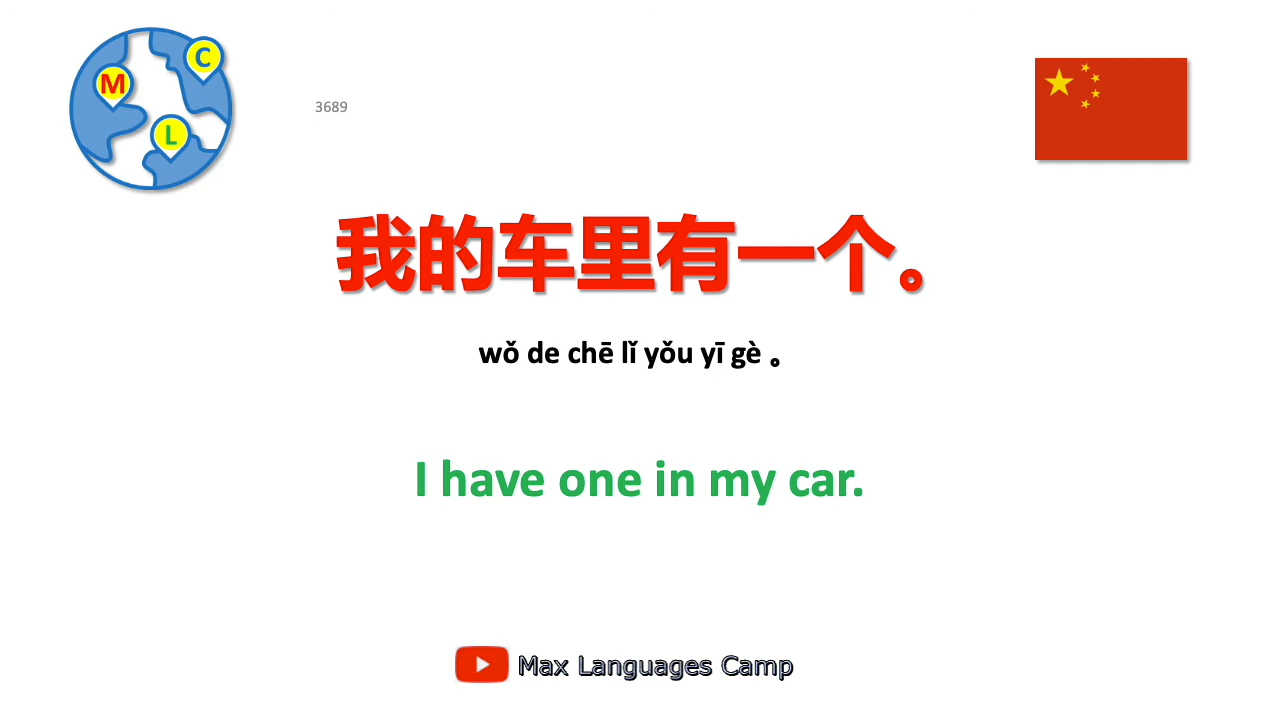 C
M
L
3689
我的车里有一个。
wǒ de chē lǐ yǒu yī gè 。
I have one in my car.
Max Languages Camp